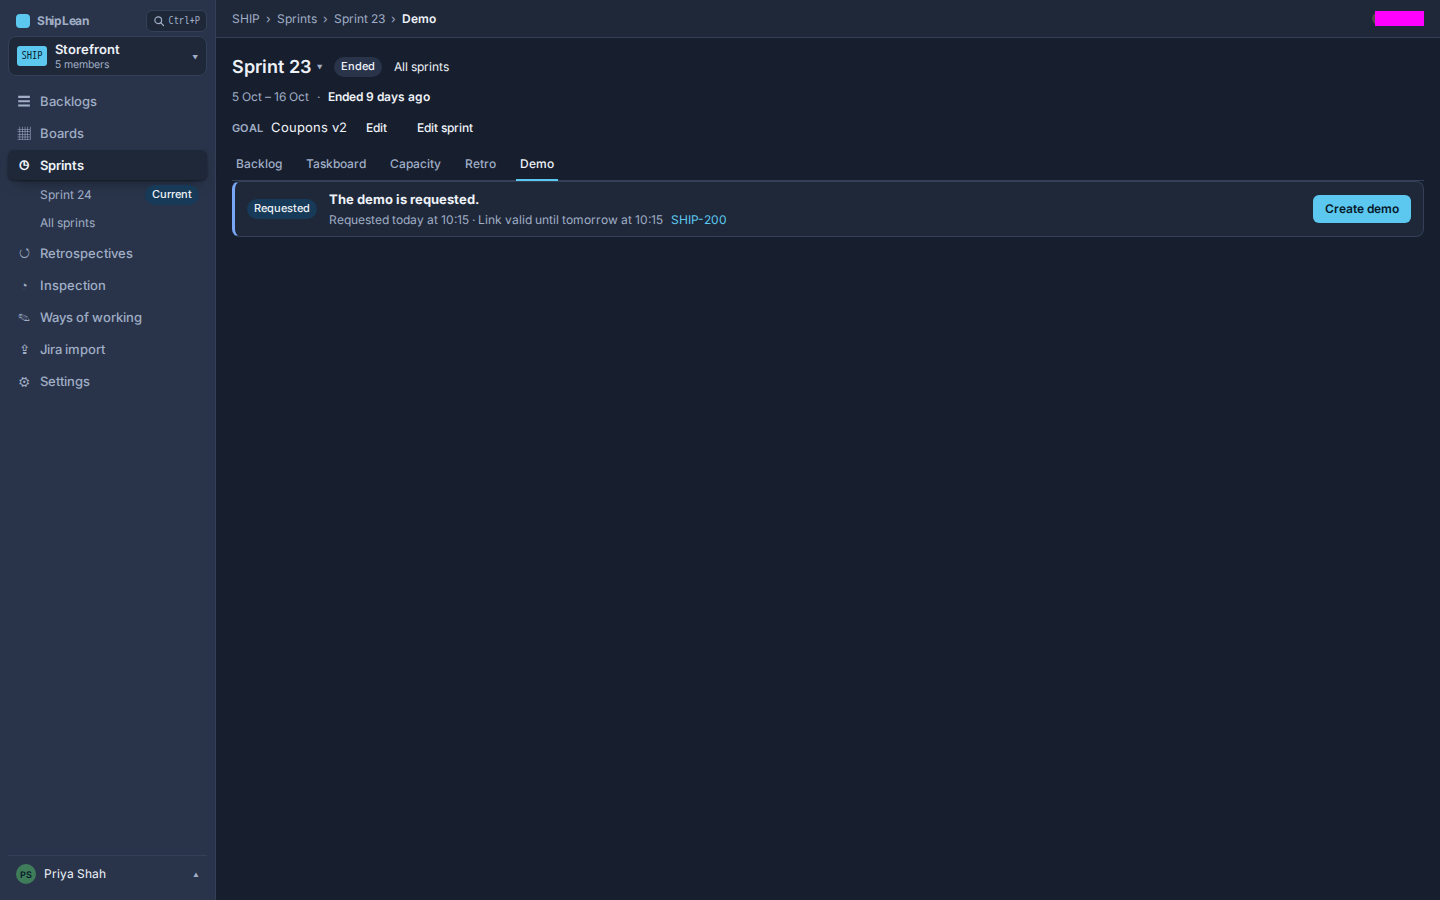 ShipLean
Ctrl+P
SHIP
Storefront
5 members
Backlogs
Boards
Sprints
Sprint 24
Current
All sprints
Retrospectives
Inspection
Ways of working
Jira import
Settings
PS
Priya Shah
SHIP › Sprints › Sprint 23 › Demo
Sprint 23
Ended
All sprints
5 Oct – 16 Oct · Ended 9 days ago
GOAL Coupons v2 Edit Edit sprint
Backlog Taskboard Capacity Retro Demo
Requested
The demo is requested.
Requested today at 10:15 · Link valid until tomorrow at 10:15 SHIP-200
Create demo